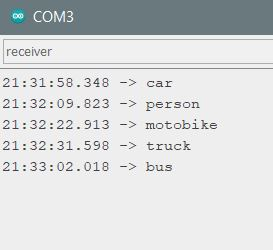 COM3
receiver
21:31:58.348 -> car
21:32:09.823 -> person
21:32:22.913 -> motobike
21:32:31.598 -> truck
21:33:02.018 -> bus